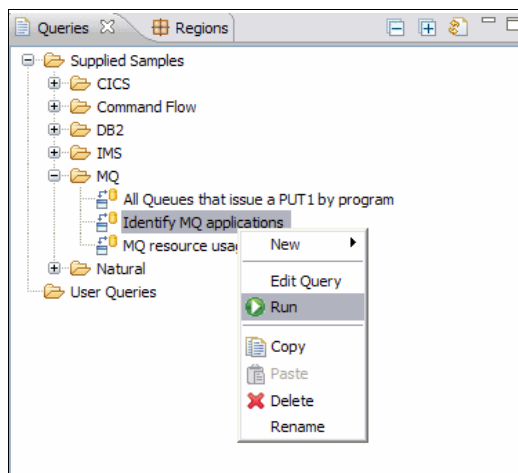 Queries Regions
Supplied Samples
CICS
Command Flow
DB2
IMS
MQ
All Queues that issue a PUT1 by program
Identify MQ applications
MQ resource usag
Natural
User Queries
New
Edit Query
Run
Copy
Paste
Delete
Rename